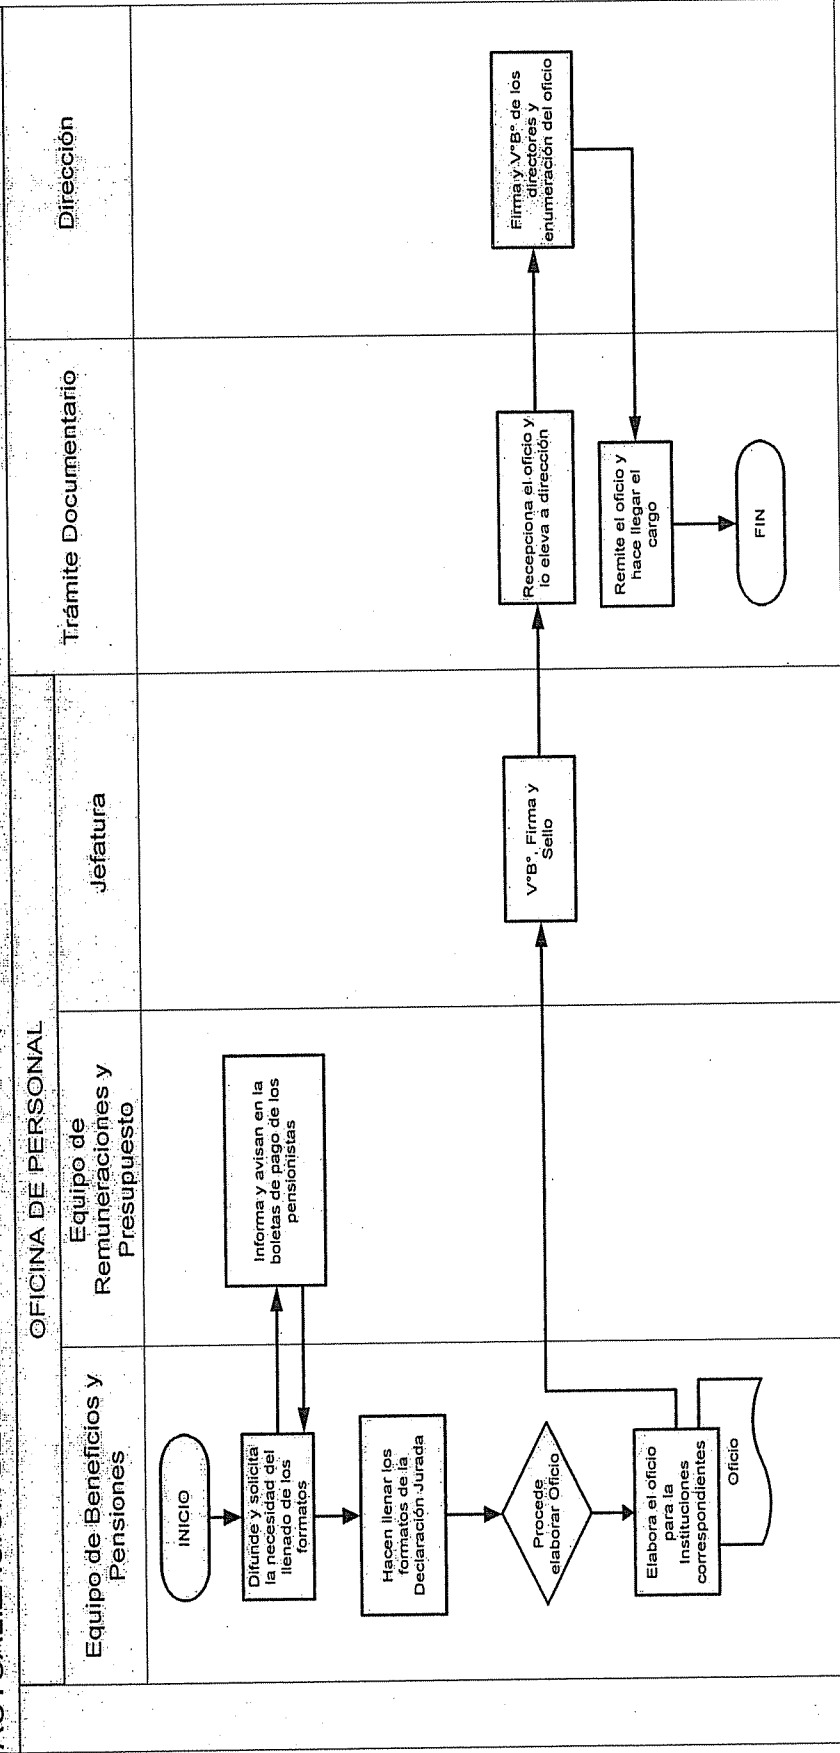 OFICINA DE PERSONAL
Equipo de Beneficios y
Pensiones
Equipo de
Remuneraciones y
Presupuesto
Jefatura
Trámite Documentario
Dirección
INICIO
Difunde y solicita
la necesidad del
llenado de los
formatos
Informa y avisan en la
boletas de pago de los
pensionistas
Hacen llenar los
formatos de la
Declaración Jurada
Procede
elaborar Oficio
Elabora el oficio
para la
Instituciones
correspondientes
Oficio
V°B°, Firma y
Sello
Recepciona el oficio y
lo eleva a dirección
Firma y V°B° de los
directores y
enumeración del oficio
Remite el oficio y
hace llegar el
cargo
FIN